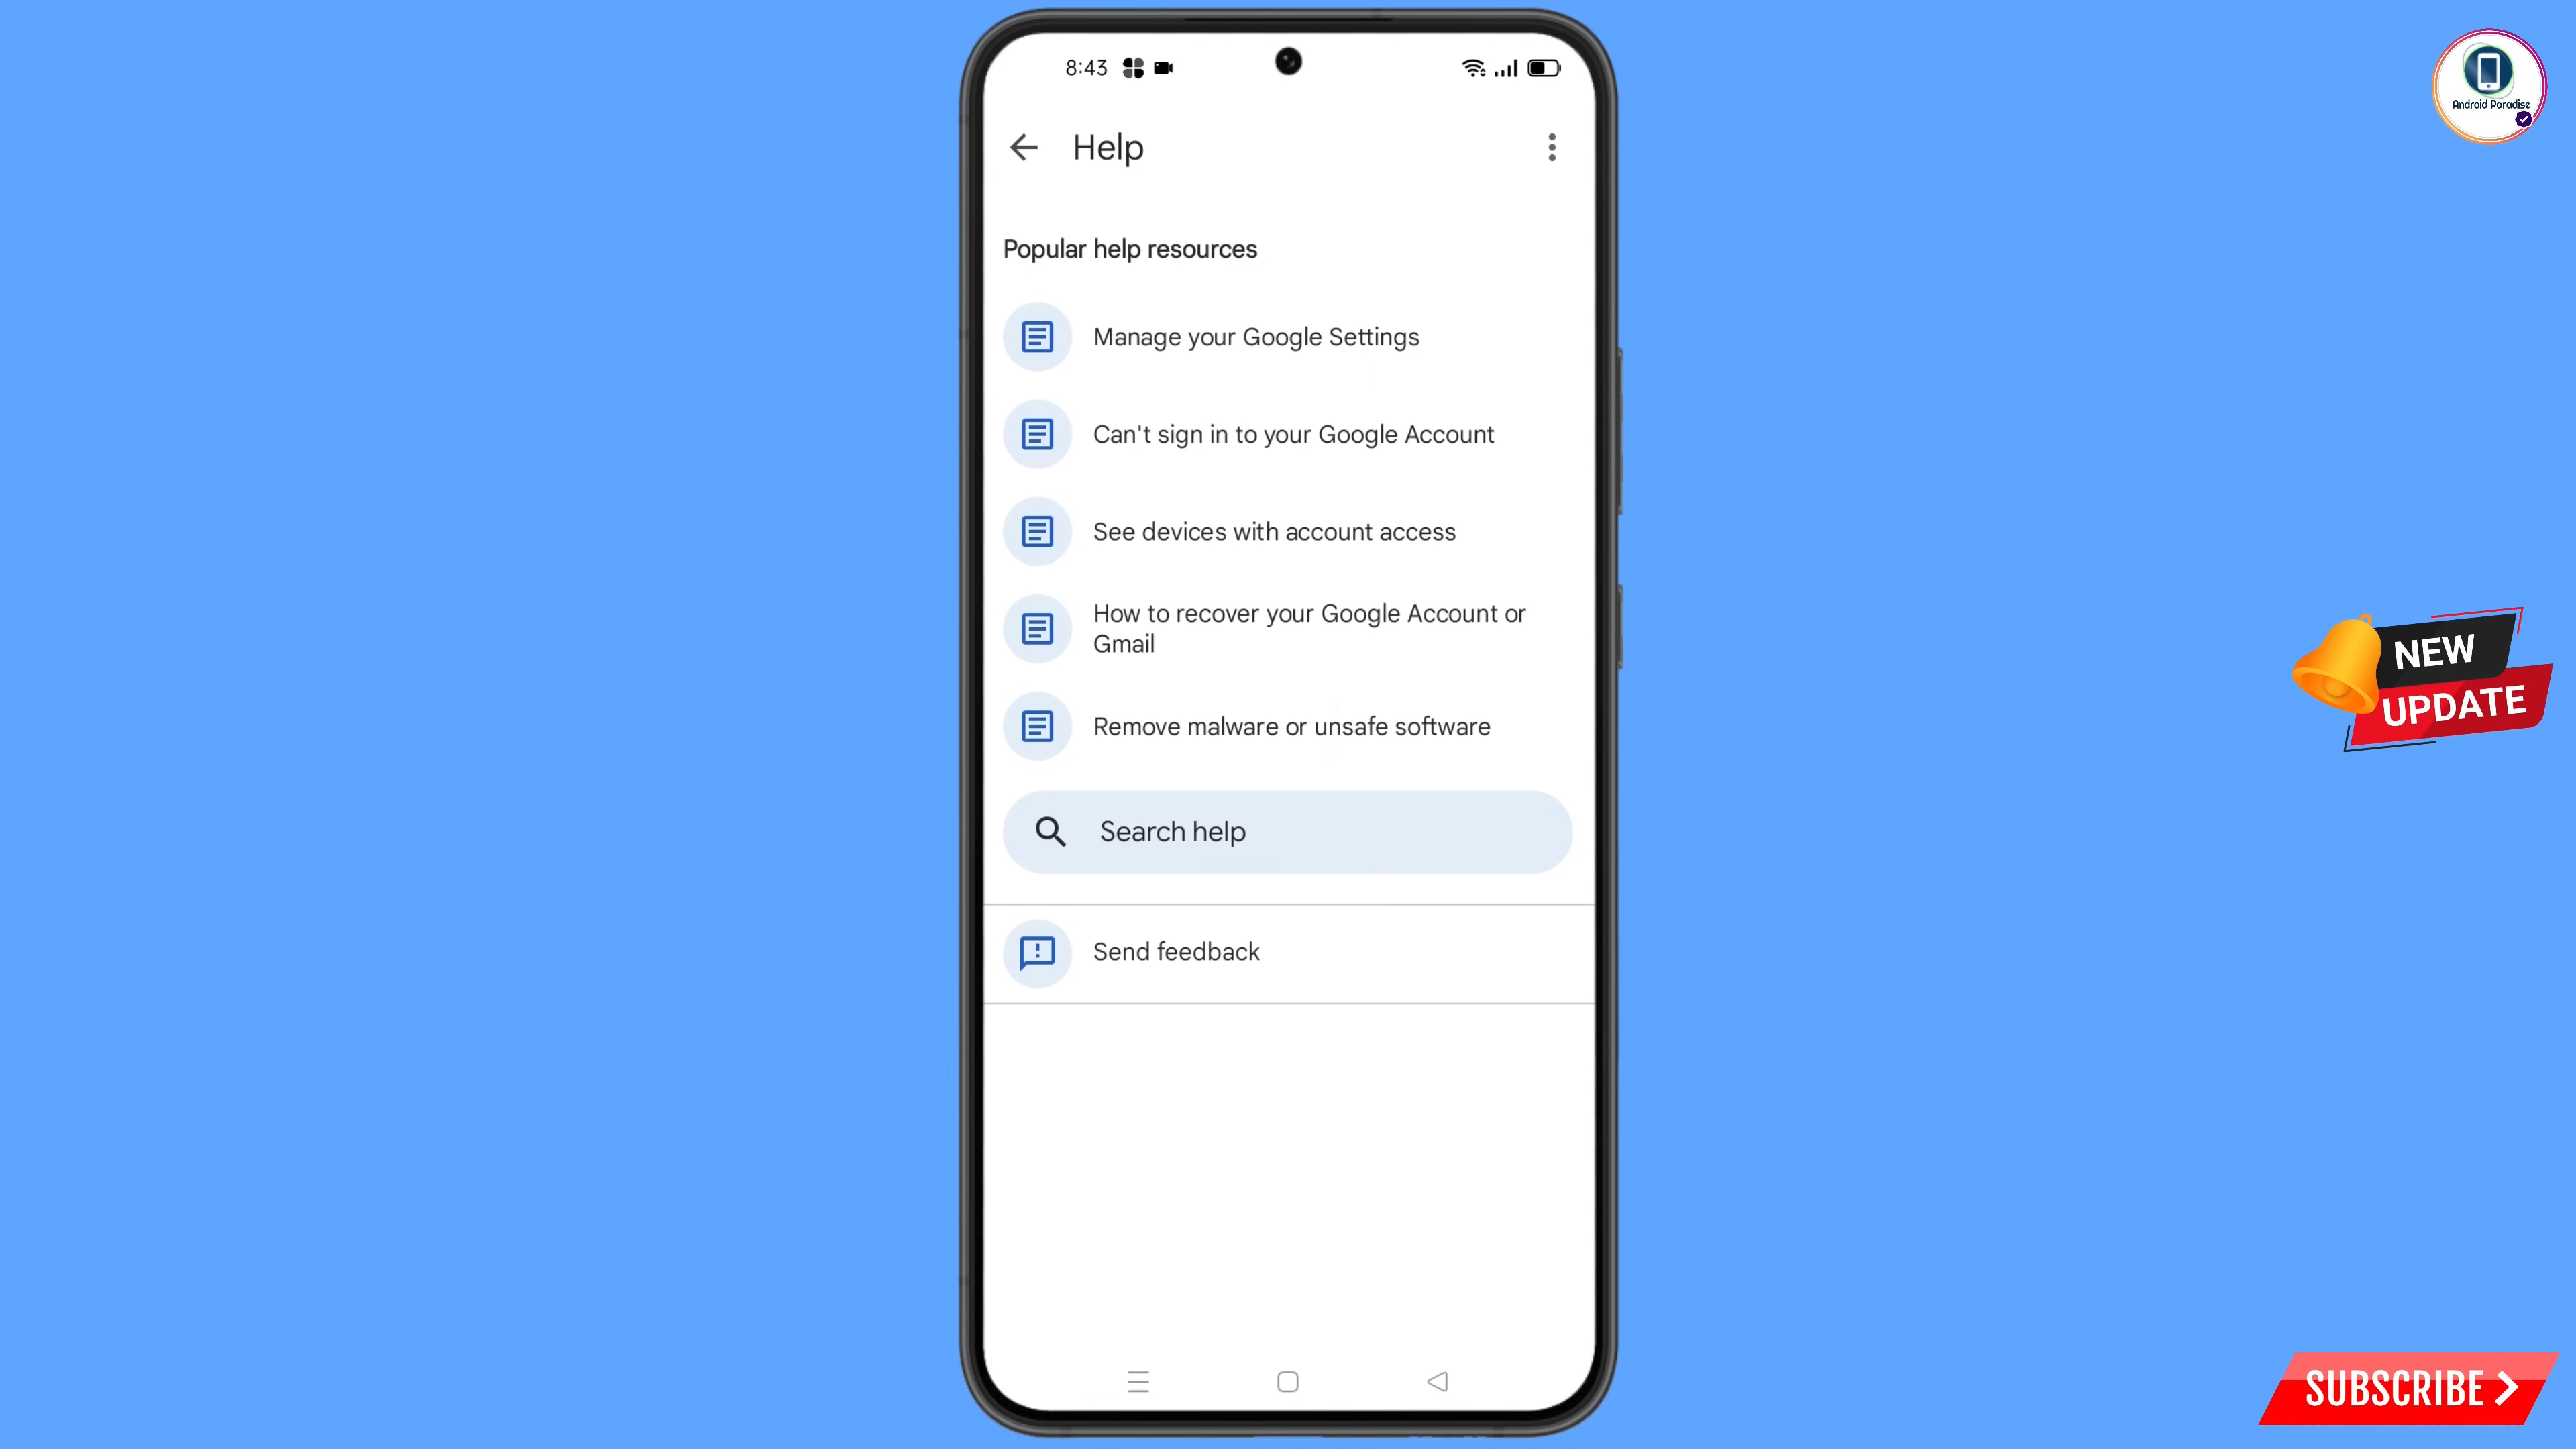 8:43
Android Paradise
Help
Popular help resources
Manage your Google Settings
Can't sign in to your Google Account
See devices with account access
How to recover your Google Account or
Gmail
Remove malware or unsafe software
Search help
Send feedback
NEW
UPDATE
SUBSCRIBE